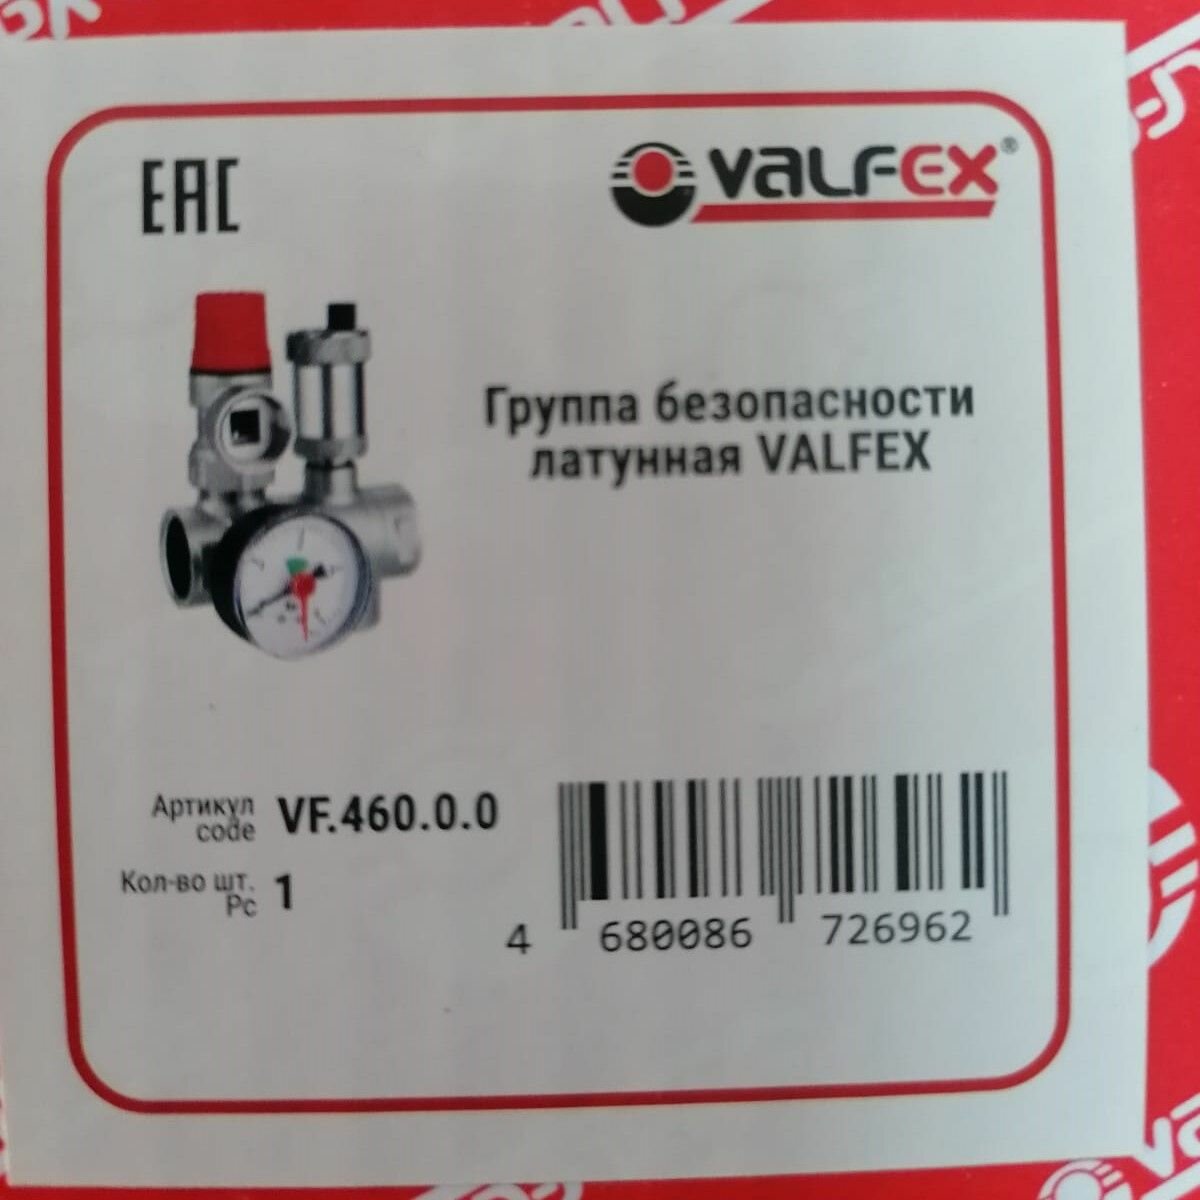 EAC
VALFEX®
Группа безопасности
латунная VALFEX
Артикул
code
VF.460.0.0
Кол-во шт.
Pc
1
4 680086 726962